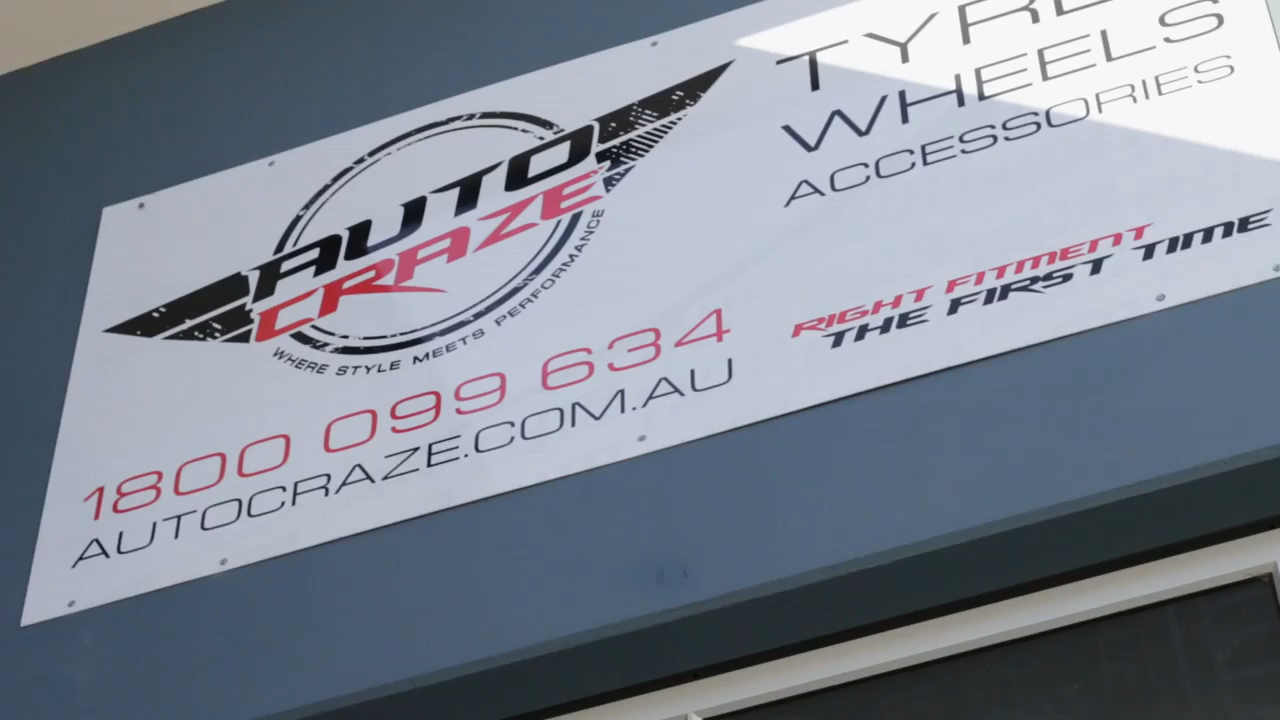 AUTO
CRAZE
WHERE STYLE MEETS PERFORMANCE
1800 099 634
AUTOCRAZE.COM.AU
WHEELS
ACCESSORIES
RIGHT FITMENT
THE FIRST TIME